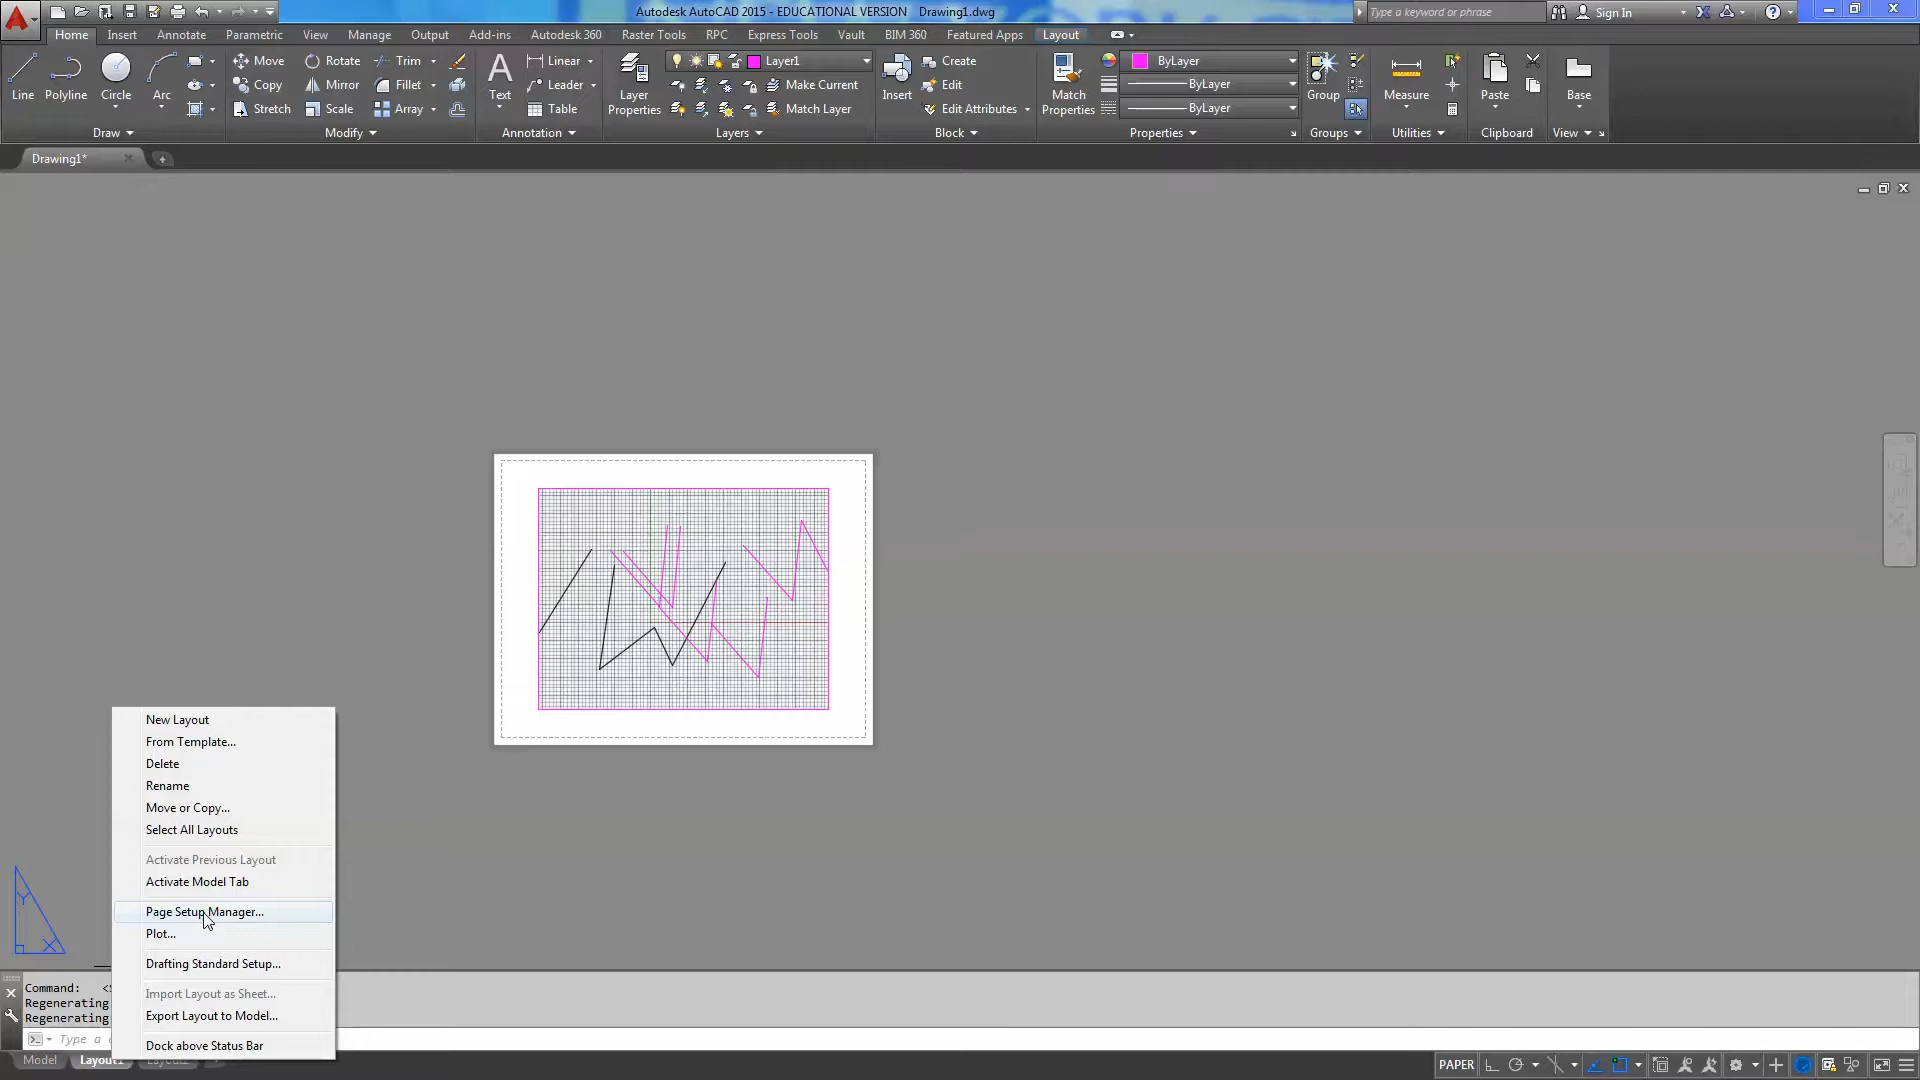 Autodesk AutoCAD 2015 - EDUCATIONAL VERSION Drawing1.dwg
Type a keyword or phrase
Sign In
Home Insert Annotate Parametric View Manage Output Add-ins Autodesk 360 Raster Tools RPC Express Tools Vault BIM 360 Featured Apps Layout
Line
Polyline
Circle
Arc
Draw
Move
Rotate
Trim
Copy
Mirror
Fillet
Stretch
Scale
Array
Modify
A
Text
Linear
Leader
Table
Annotation
Layer
Properties
Layer1
Make Current
Match Layer
Layers
Insert
Create
Edit
Edit Attributes
Block
Match
Properties
ByLayer
ByLayer
ByLayer
Properties
Group
Groups
Measure
Utilities
Paste
Clipboard
Base
View
Drawing1*
New Layout
From Template...
Delete
Rename
Move or Copy...
Select All Layouts
Activate Previous Layout
Activate Model Tab
Page Setup Manager...
Plot...
Drafting Standard Setup...
Import Layout as Sheet...
Export Layout to Model...
Dock above Status Bar
Y
X
Command:
Regenerating
Regenerating
Type a
Model Layout1 Layout2
PAPER